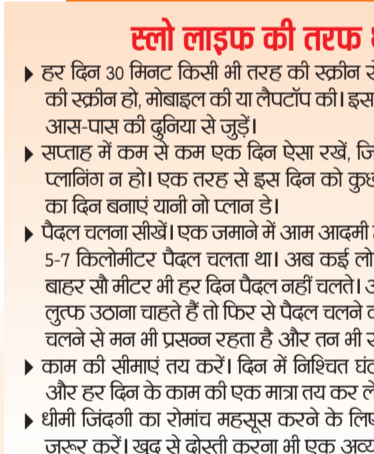 स्लो लाइफ की तरफ
हर दिन 30 मिनट किसी भी तरह की स्क्रीन
की स्क्रीन हो, मोबाइल की या लैपटॉप की। इस
आस-पास की दुनिया से जुड़ें।
सप्ताह में कम से कम एक दिन ऐसा रखें,
प्लानिंग न हो। एक तरह से इस दिन को
का दिन बनाएं यानी नो प्लान डे।
पैदल चलना सीखें। एक जमाने में आम आदमी
5-7 किलोमीटर पैदल चलता था। अब कई
बाहर सौ मीटर भी हर दिन पैदल नहीं चलते।
लुत्फ उठाना चाहते हैं तो फिर से पैदल चलने
चलने से मन भी प्रसन्न रहता है और तन भी
काम की सीमाएं तय करें। दिन में निश्चित
और हर दिन के काम की एक मात्रा तय कर
धीमी जिंदगी का रोमांच महसूस करने के
जरूर करें। खुद से दोस्ती करना भी एक